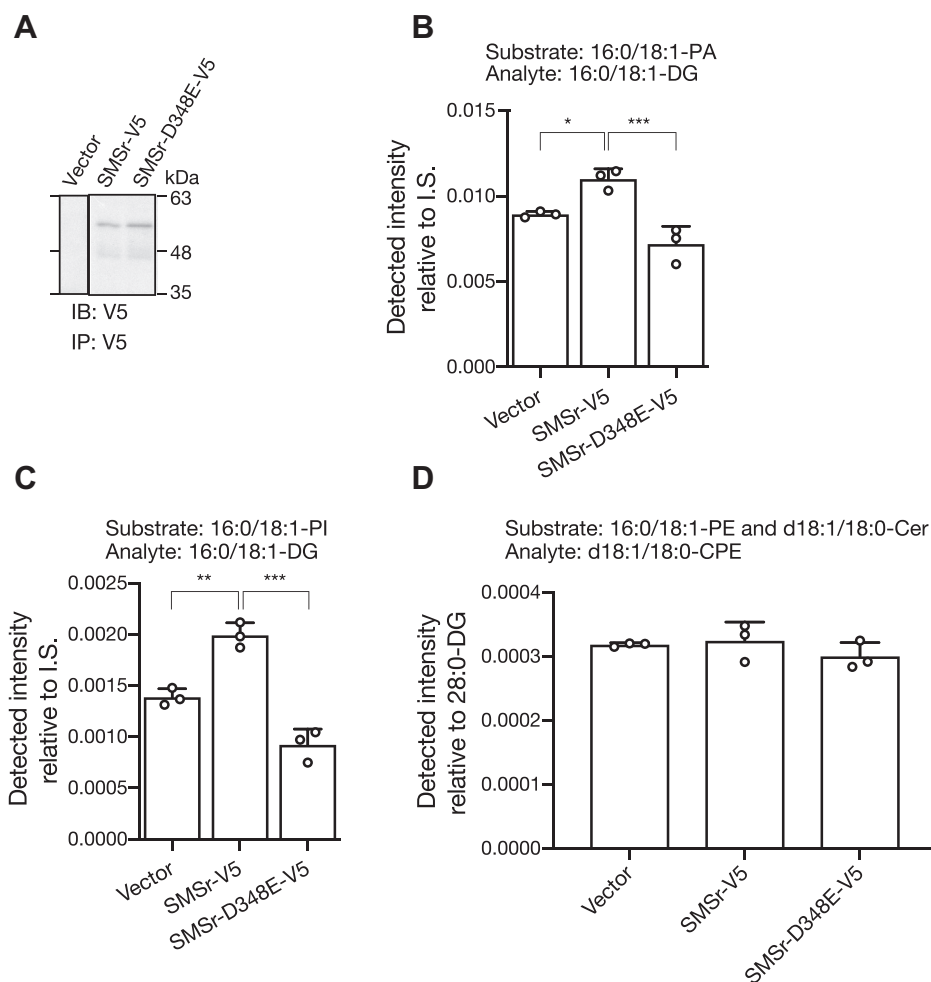 A
Vector
SMSr-V5
SMSr-D348E-V5
kDa
63
48
35
IB: V5
IP: V5
B
Substrate: 16:0/18:1-PA
Analyte: 16:0/18:1-DG
Detected intensity
relative to I.S.
0.015
0.010
0.005
0.000
*
***
Vector
SMSr-V5
SMSr-D348E-V5
C
Substrate: 16:0/18:1-PI
Analyte: 16:0/18:1-DG
Detected intensity
relative to I.S.
0.0025
0.0020
0.0015
0.0010
0.0005
0.0000
**
***
Vector
SMSr-V5
SMSr-D348E-V5
D
Substrate: 16:0/18:1-PE and d18:1/18:0-Cer
Analyte: d18:1/18:0-CPE
Detected intensity
relative to 28:0-DG
0.0004
0.0003
0.0002
0.0001
0.0000
Vector
SMSr-V5
SMSr-D348E-V5